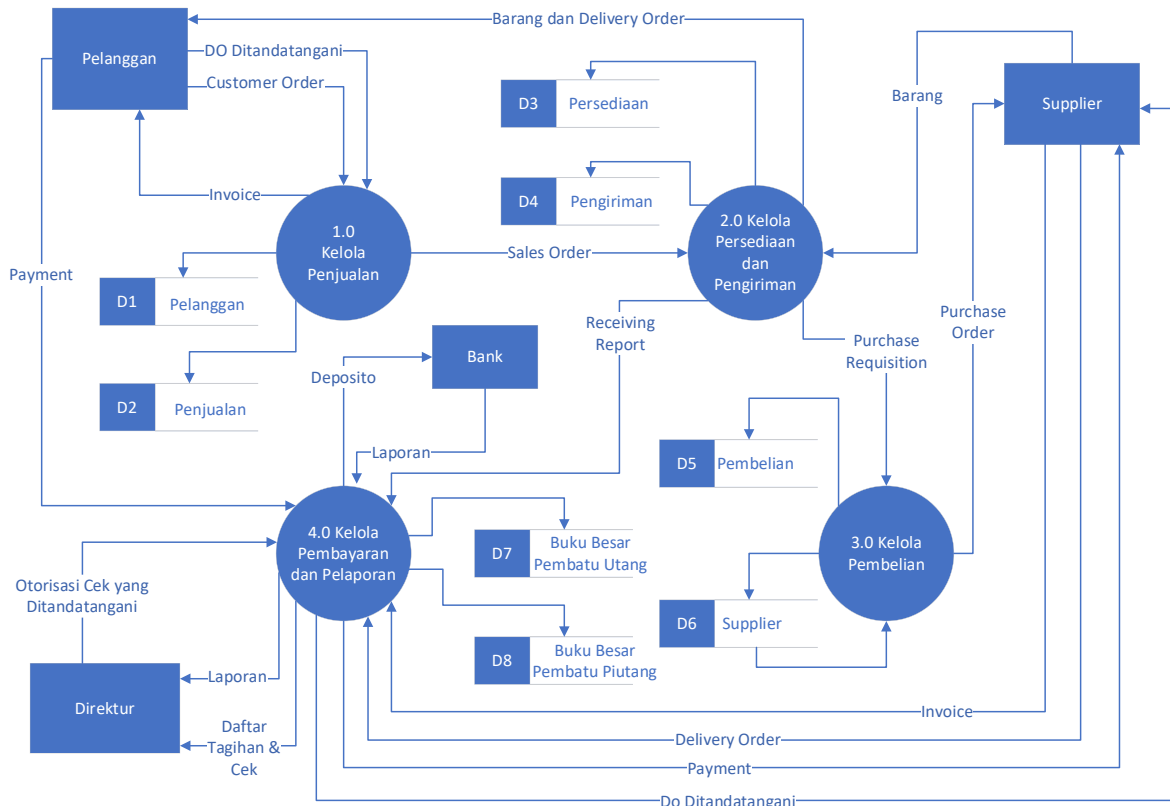 Barang dan Delivery Order
Pelanggan
DO Ditandatangani
Customer Order
Invoice
Payment
D3
Persediaan
D4
Pengiriman
Barang
Supplier
1.0
Kelola
Penjualan
Sales Order
2.0 Kelola
Persediaan
dan
Pengiriman
D1
Pelanggan
D2
Penjualan
Deposito
Bank
Laporan
Receiving
Report
Purchase
Requisition
Purchase
Order
D5
Pembelian
3.0 Kelola
Pembelian
D6
Supplier
4.0 Kelola
Pembayaran
dan Pelaporan
D7
Buku Besar
Pembatu Utang
D8
Buku Besar
Pembatu Piutang
Otorisasi Cek yang
Ditandatangani
Direktur
Laporan
Daftar
Tagihan &
Cek
Invoice
Delivery Order
Payment
Do Ditandatangani